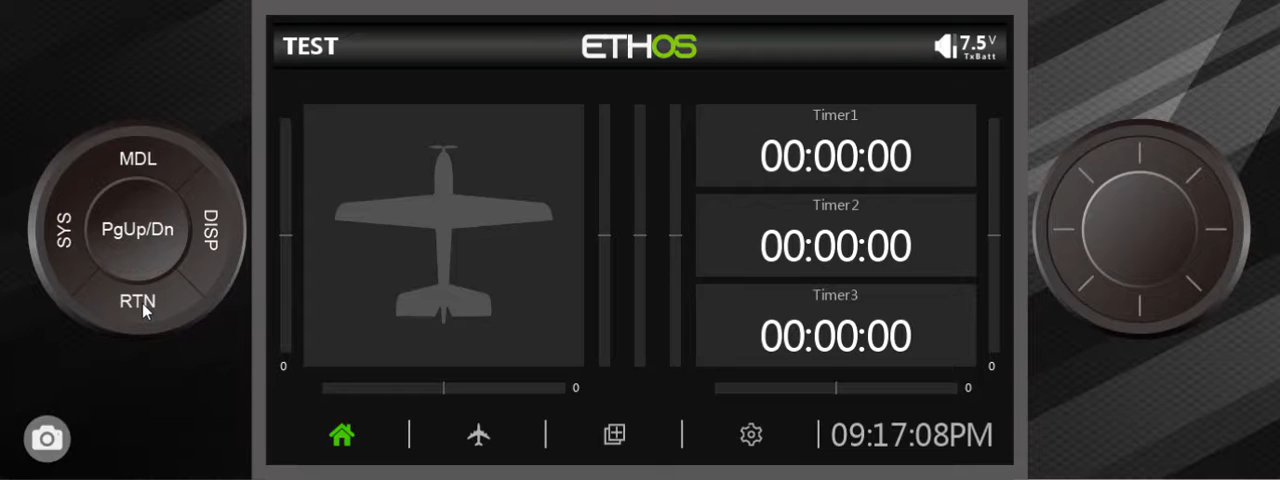 TEST
ETHOS
7.5V
TxBatt
MDL
SYS
PgUp/Dn
DISP
RTN
Timer1
00:00:00
Timer2
00:00:00
Timer3
00:00:00
0
0
0
0
09:17:08PM